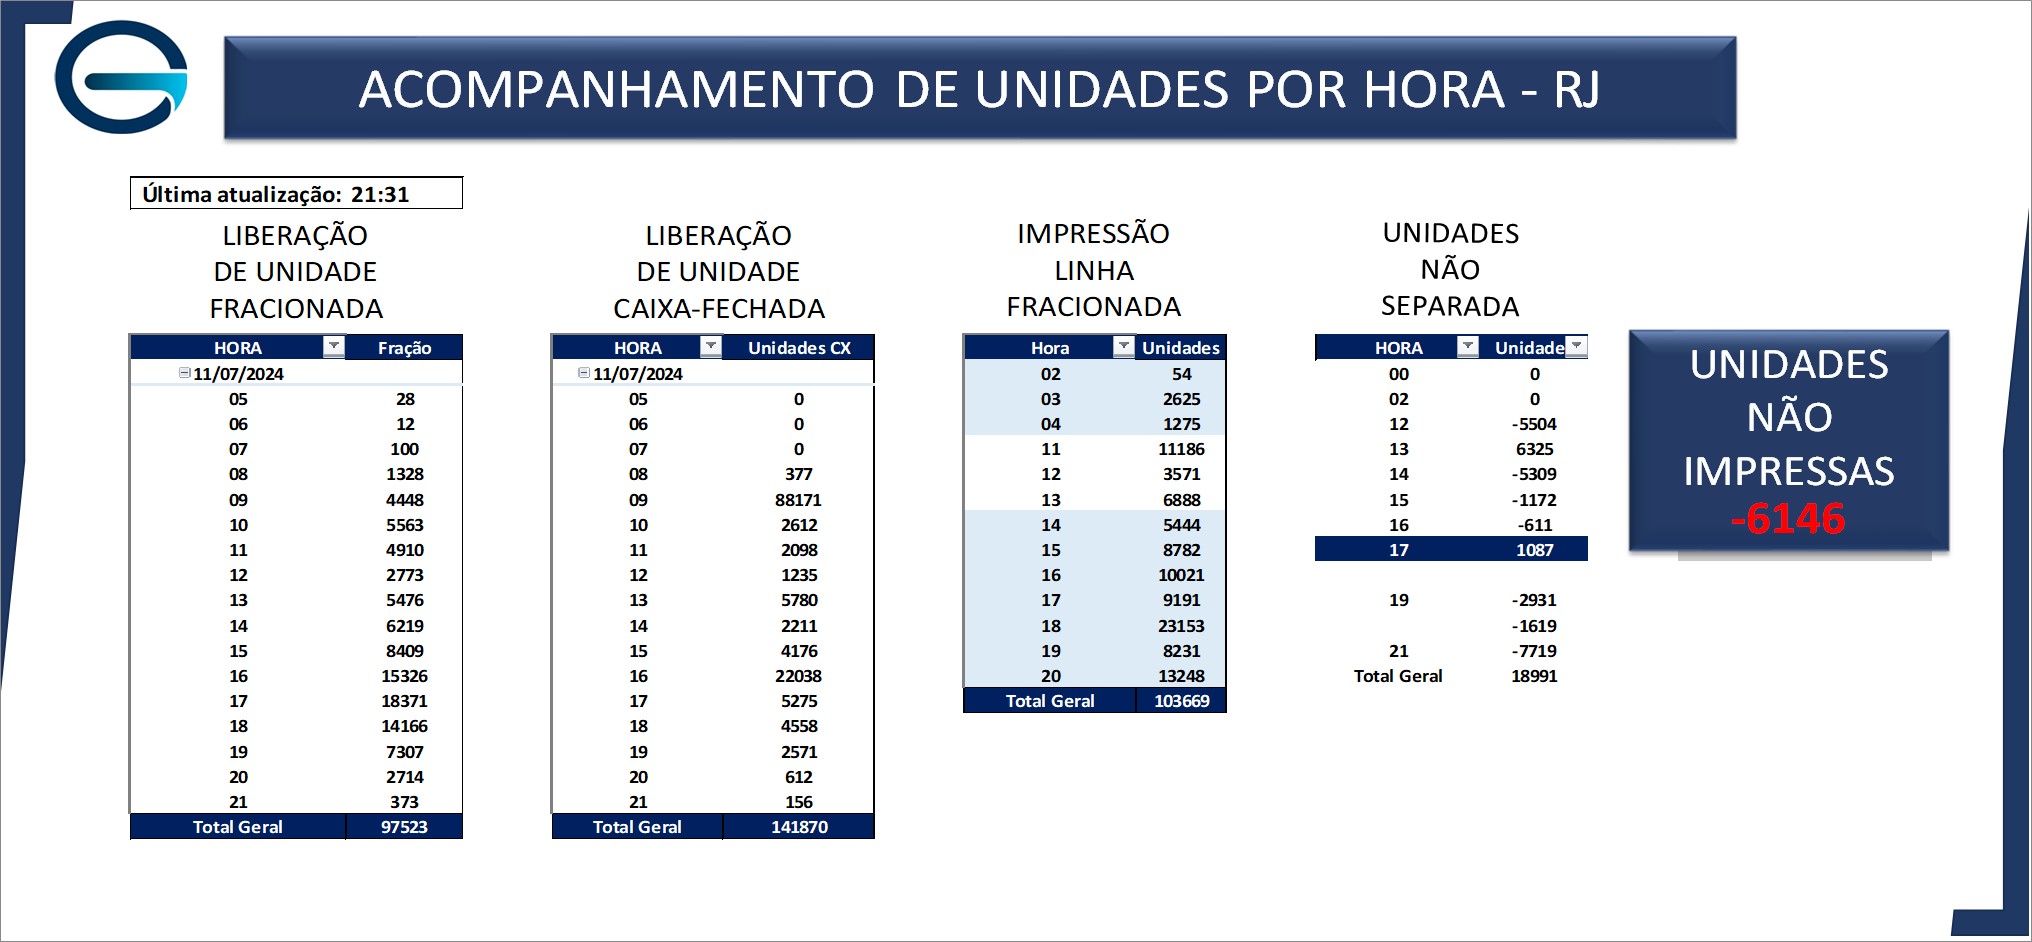 ACOMPANHAMENTO DE UNIDADES POR HORA - RJ
Última atualização: 21:31
LIBERAÇÃO
DE UNIDADE
FRACIONADA
HORA Fração
11/07/2024
05 28
06 12
07 100
08 1328
09 4448
10 5563
11 4910
12 2773
13 5476
14 6219
15 8409
16 15326
17 18371
18 14166
19 7307
20 2714
21 373
Total Geral 97523
LIBERAÇÃO
DE UNIDADE
CAIXA-FECHADA
HORA Unidades CX
11/07/2024
05 0
06 0
07 0
08 377
09 88171
10 2612
11 2098
12 1235
13 5780
14 2211
15 4176
16 22038
17 5275
18 4558
19 2571
20 612
21 156
Total Geral 141870
IMPRESSÃO
LINHA
FRACIONADA
Hora Unidades
02 54
03 2625
04 1275
11 11186
12 3571
13 6888
14 5444
15 8782
16 10021
17 9191
18 23153
19 8231
20 13248
Total Geral 103669
UNIDADES
NÃO
SEPARADA
HORA Unidade
00 0
02 0
12 -5504
13 6325
14 -5309
15 -1172
16 -611
17 1087
19 -2931
-1619
21 -7719
Total Geral 18991
UNIDADES
NÃO
IMPRESSAS
-6146